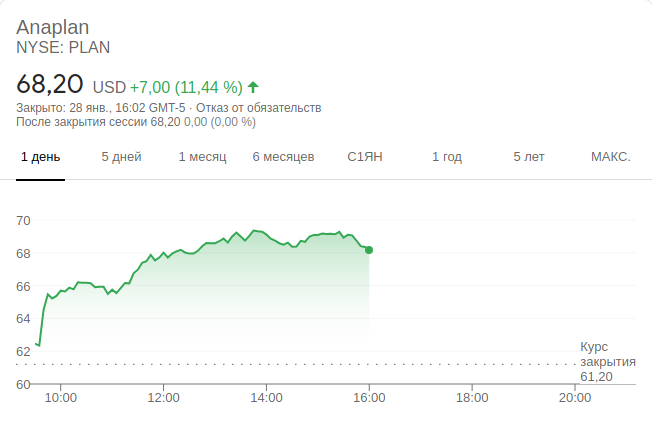 Anaplan
NYSE: PLAN
68,20 USD +7,00 (11,44 %)
Закрыто: 28 янв., 16:02 GMT-5 · Отказ от обязательств
После закрытия сессии 68,20 0,00 (0,00 %)
1 день 5 дней 1 месяц 6 месяцев С1ЯН 1 год 5 лет МАКС.
70
68
66
64
62
Курс
закрытия
61,20
60
10:00 12:00 14:00 16:00 18:00 20:00